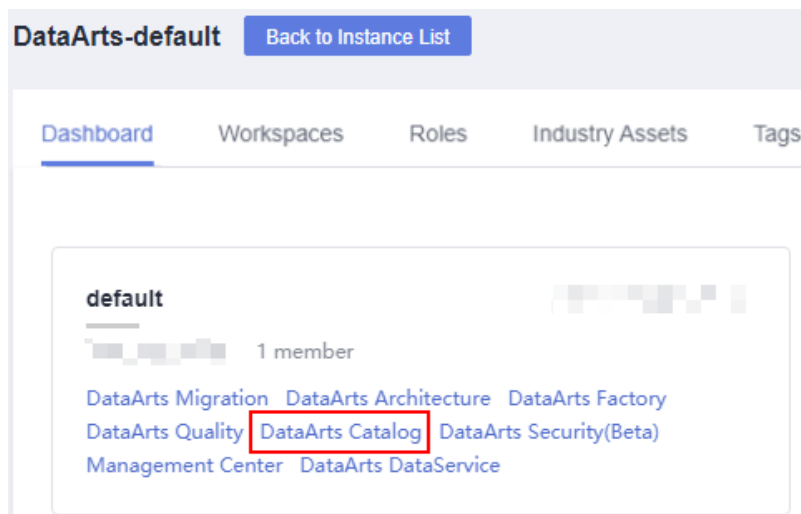 DataArts-default Back to Instance List
Dashboard Workspaces Roles Industry Assets Tags
default
1 member
DataArts Migration DataArts Architecture DataArts Factory
DataArts Quality DataArts Catalog DataArts Security(Beta)
Management Center DataArts DataService